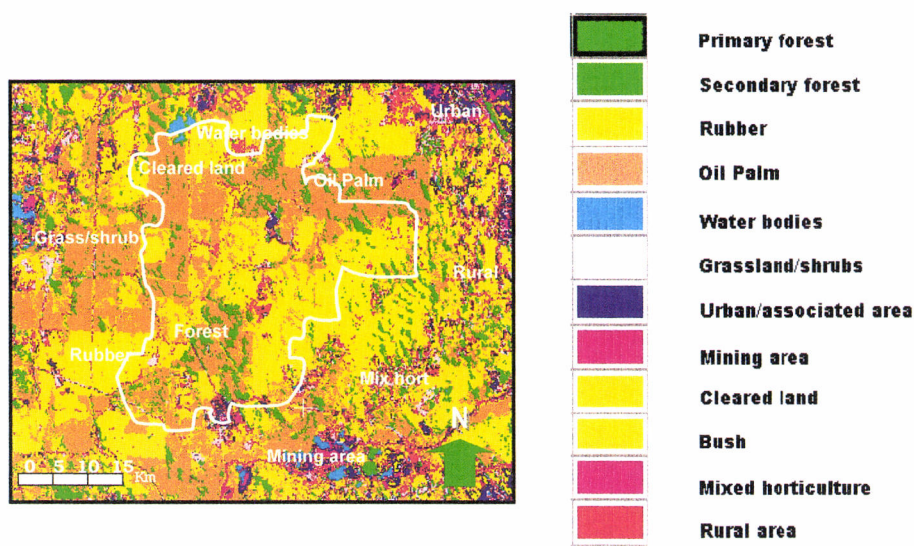 Urban
Water bodies
Cleared land
Oil Palm
Grass/shrub
Rural
Forest
Rubber
Mix hort
N
Mining area
0 5 10 15
Km
Primary forest
Secondary forest
Rubber
Oil Palm
Water bodies
Grassland/shrubs
Urban/associated area
Mining area
Cleared land
Bush
Mixed horticulture
Rural area